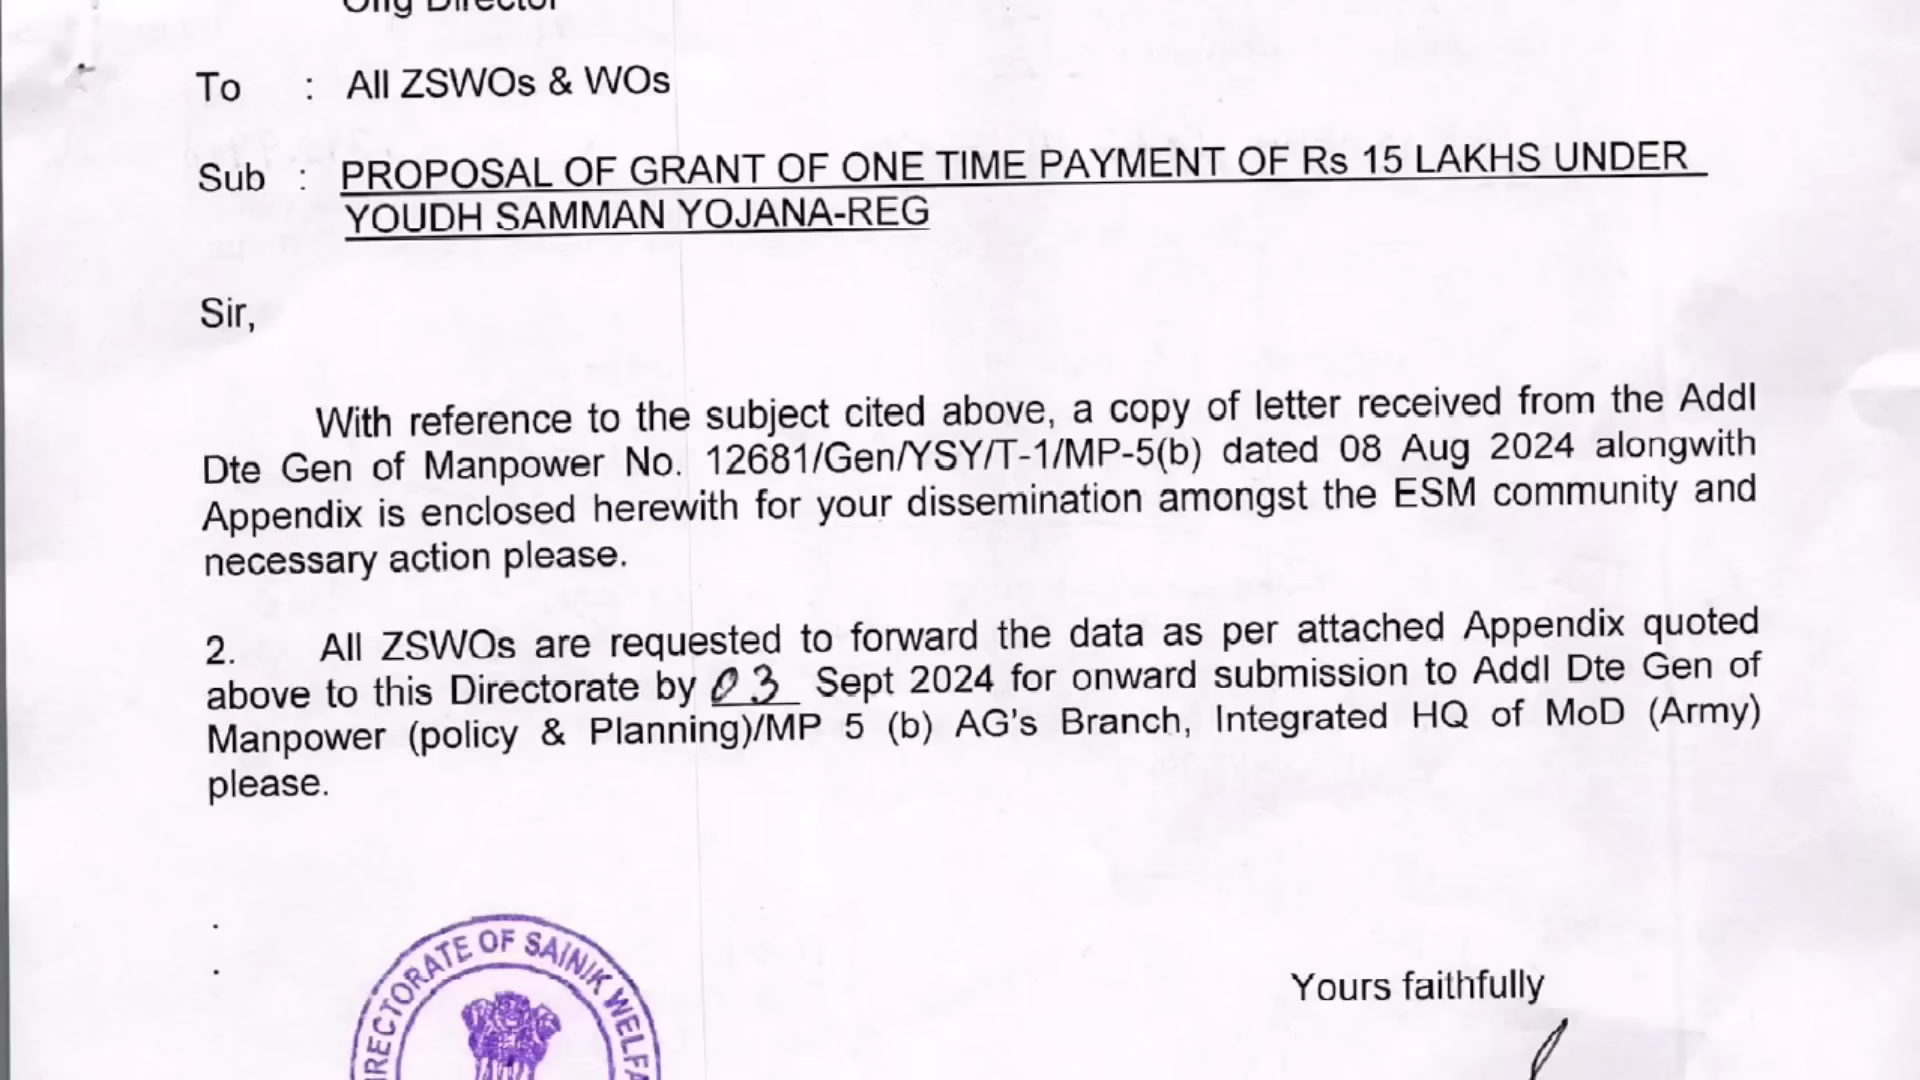 Offg Director
To : All ZSWOs & WOs
Sub : PROPOSAL OF GRANT OF ONE TIME PAYMENT OF Rs 15 LAKHS UNDER
YOUDH SAMMAN YOJANA-REG
Sir,
With reference to the subject cited above, a copy of letter received from the Addl
Dte Gen of Manpower No. 12681/Gen/YSY/T-1/MP-5(b) dated 08 Aug 2024 alongwith
Appendix is enclosed herewith for your dissemination amongst the ESM community and
necessary action please.
2. All ZSWOs are requested to forward the data as per attached Appendix quoted
above to this Directorate by 03 Sept 2024 for onward submission to Addl Dte Gen of
Manpower (policy & Planning)/MP 5 (b) AG's Branch, Integrated HQ of MoD (Army)
please.
DIRECTORATE OF SAINIK WELFA
Yours faithfully